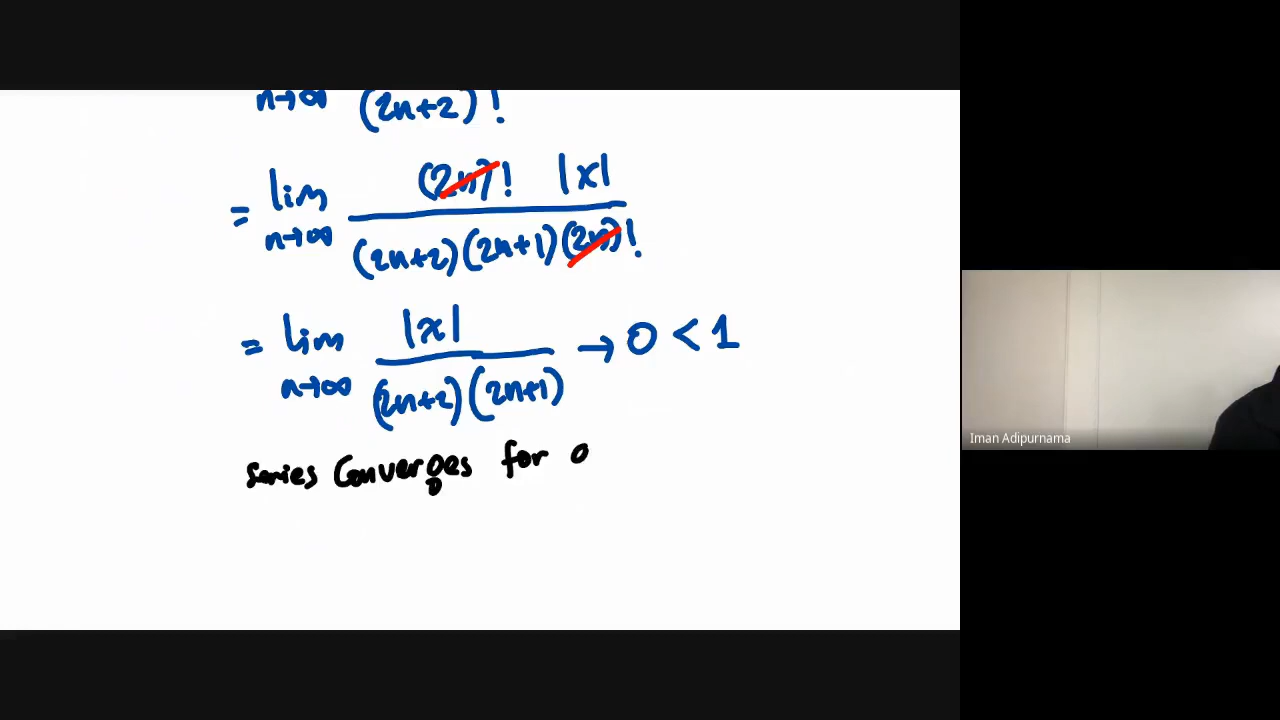 n→∞ (2n+2)!
= lim n→∞ (2n)! |x| / (2n+2)(2n+1)(2n)!
= lim n→∞ |x| / (2n+2)(2n+1) → 0 < 1
Series Converges for a
Iman Adipurnama